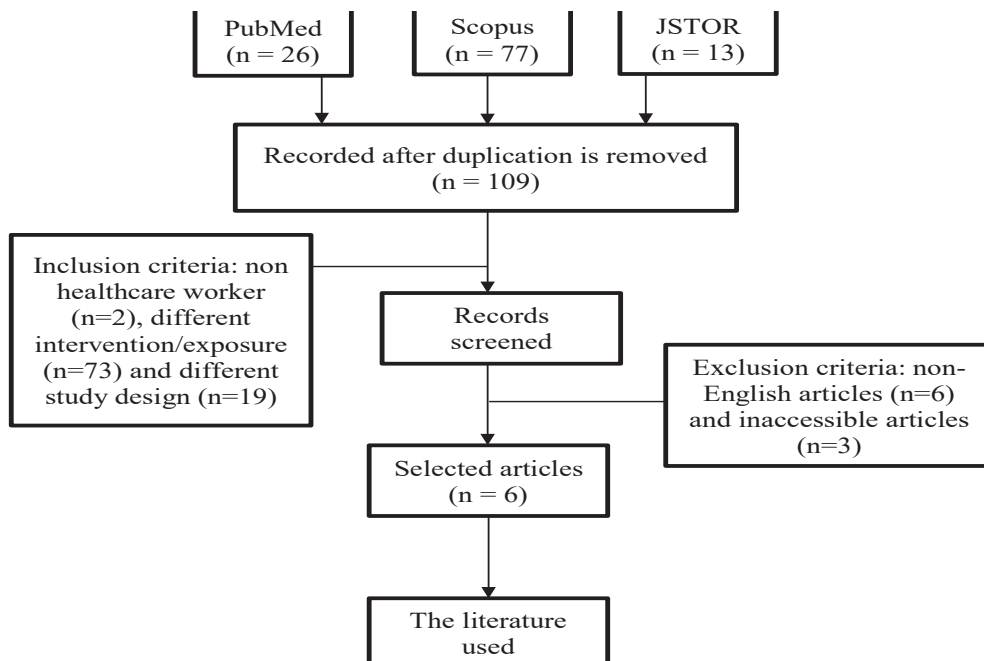 PubMed
(n = 26)
Scopus
(n = 77)
JSTOR
(n = 13)
Recorded after duplication is removed
(n = 109)
Inclusion criteria: non
healthcare worker
(n=2), different
intervention/exposure
(n=73) and different
study design (n=19)
Records
screened
Exclusion criteria: non-
English articles (n=6)
and inaccessible articles
(n=3)
Selected articles
(n = 6)
The literature
used